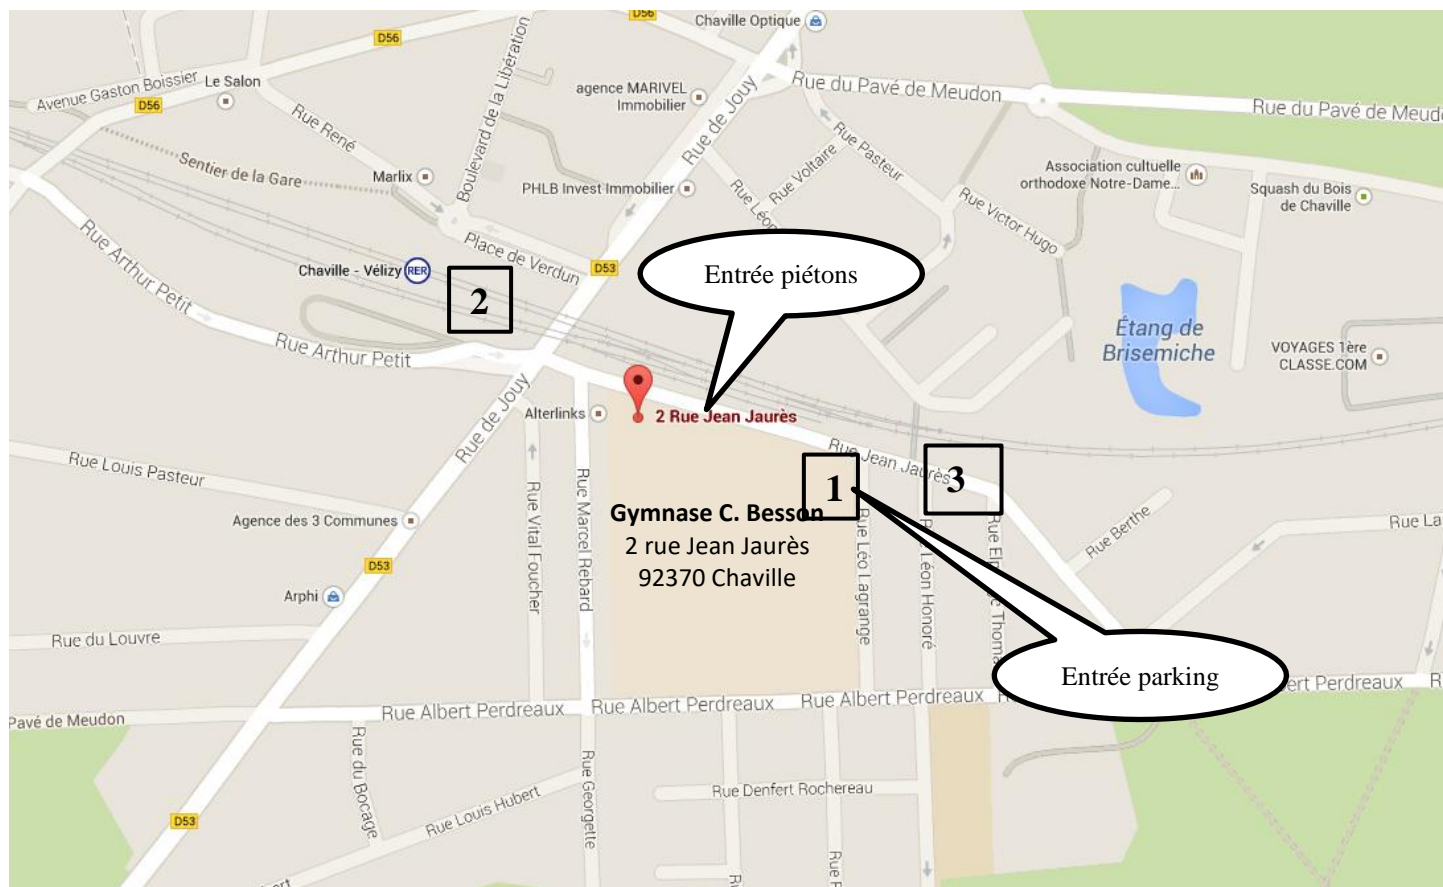 Chaville Optique
D56
D56
Boulevard de la Libération
Le Salon
Avenue Gaston Boissier
D56
agence MARIVEL
Immobilier
Rue du Pavé de Meudon
Rue du Pavé de Meud
Rue René
Rue de Jouy
Rue Pasteur
Rue Voltaire
Sentier de la Gare
Marlix
PHLB Invest Immobilier
Rue Léo
Association cultuelle
orthodoxe Notre-Dame...
Squash du Bois
de Chaville
Rue Victor Hugo
Rue Arthur Petit
Place de Verdun
Chaville - Vélizy RER
D53
Entrée piétons
2
Étang de
Brisemiche
Rue Arthur Petit
VOYAGES 1ère
CLASSE.COM
Rue de Jouy
Alterlinks
2 Rue Jean Jaurès
Rue Jean Jaurès
Rue Louis Pasteur
1
3
Gymnase C. Besson
2 rue Jean Jaurès
92370 Chaville
Agence des 3 Communes
Rue Vital Foucher
Rue Marcel Rebard
Rue Léo Lagrange
Léon Honoré
Rue Berthe
Rue La
D53
Arphi
Rue du Louvre
Entrée parking
Pavé de Meudon
Rue Albert Perdreaux
Rue Albert Perdreaux
Rue Albert Perdreaux
ert Perdreaux
Rue du Bocage
Rue Georgette
Rue Denfert Rochereau
Rue Louis Hubert
D53